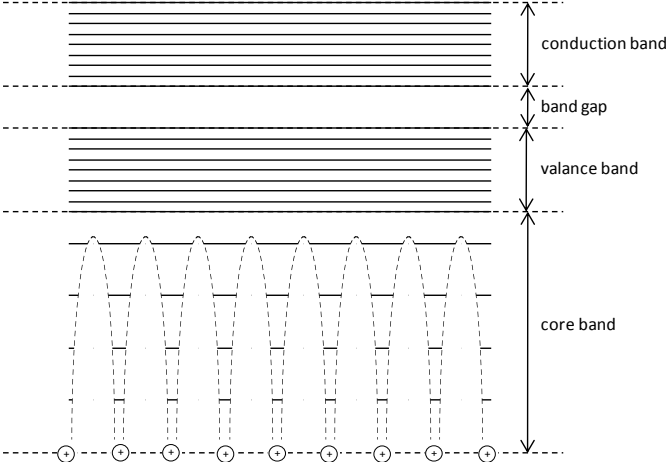 conduction band
band gap
valance band
core band
+ + + + + + + + +